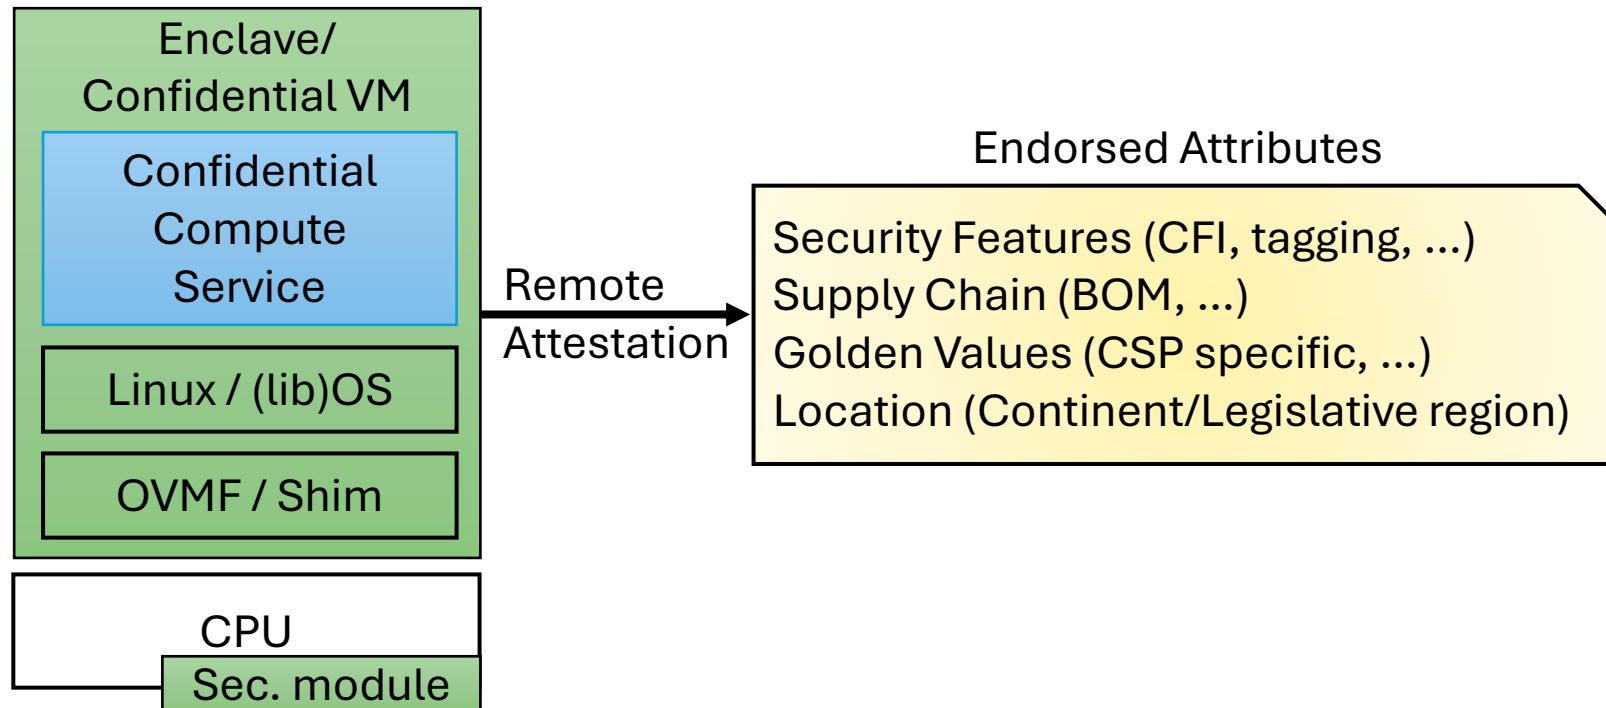 Enclave/
Confidential VM
Confidential
Compute
Service
Linux / (lib)OS
OVMF / Shim
CPU
Sec. module
Remote
Attestation
Endorsed Attributes
Security Features (CFI, tagging, ...)
Supply Chain (BOM, ...)
Golden Values (CSP specific, ...)
Location (Continent/Legislative region)